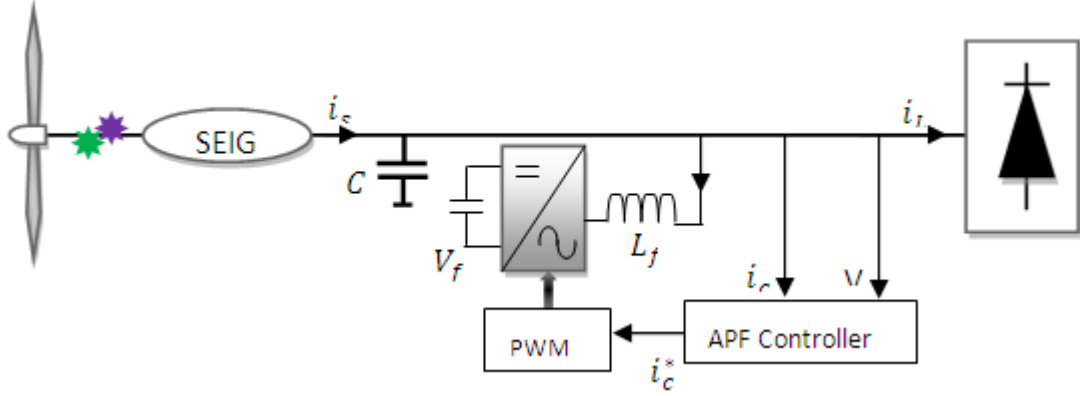 i_s
i_L
SEIG
C
V_f
L_f
i_c
V
PWM
APF Controller
i_c^*